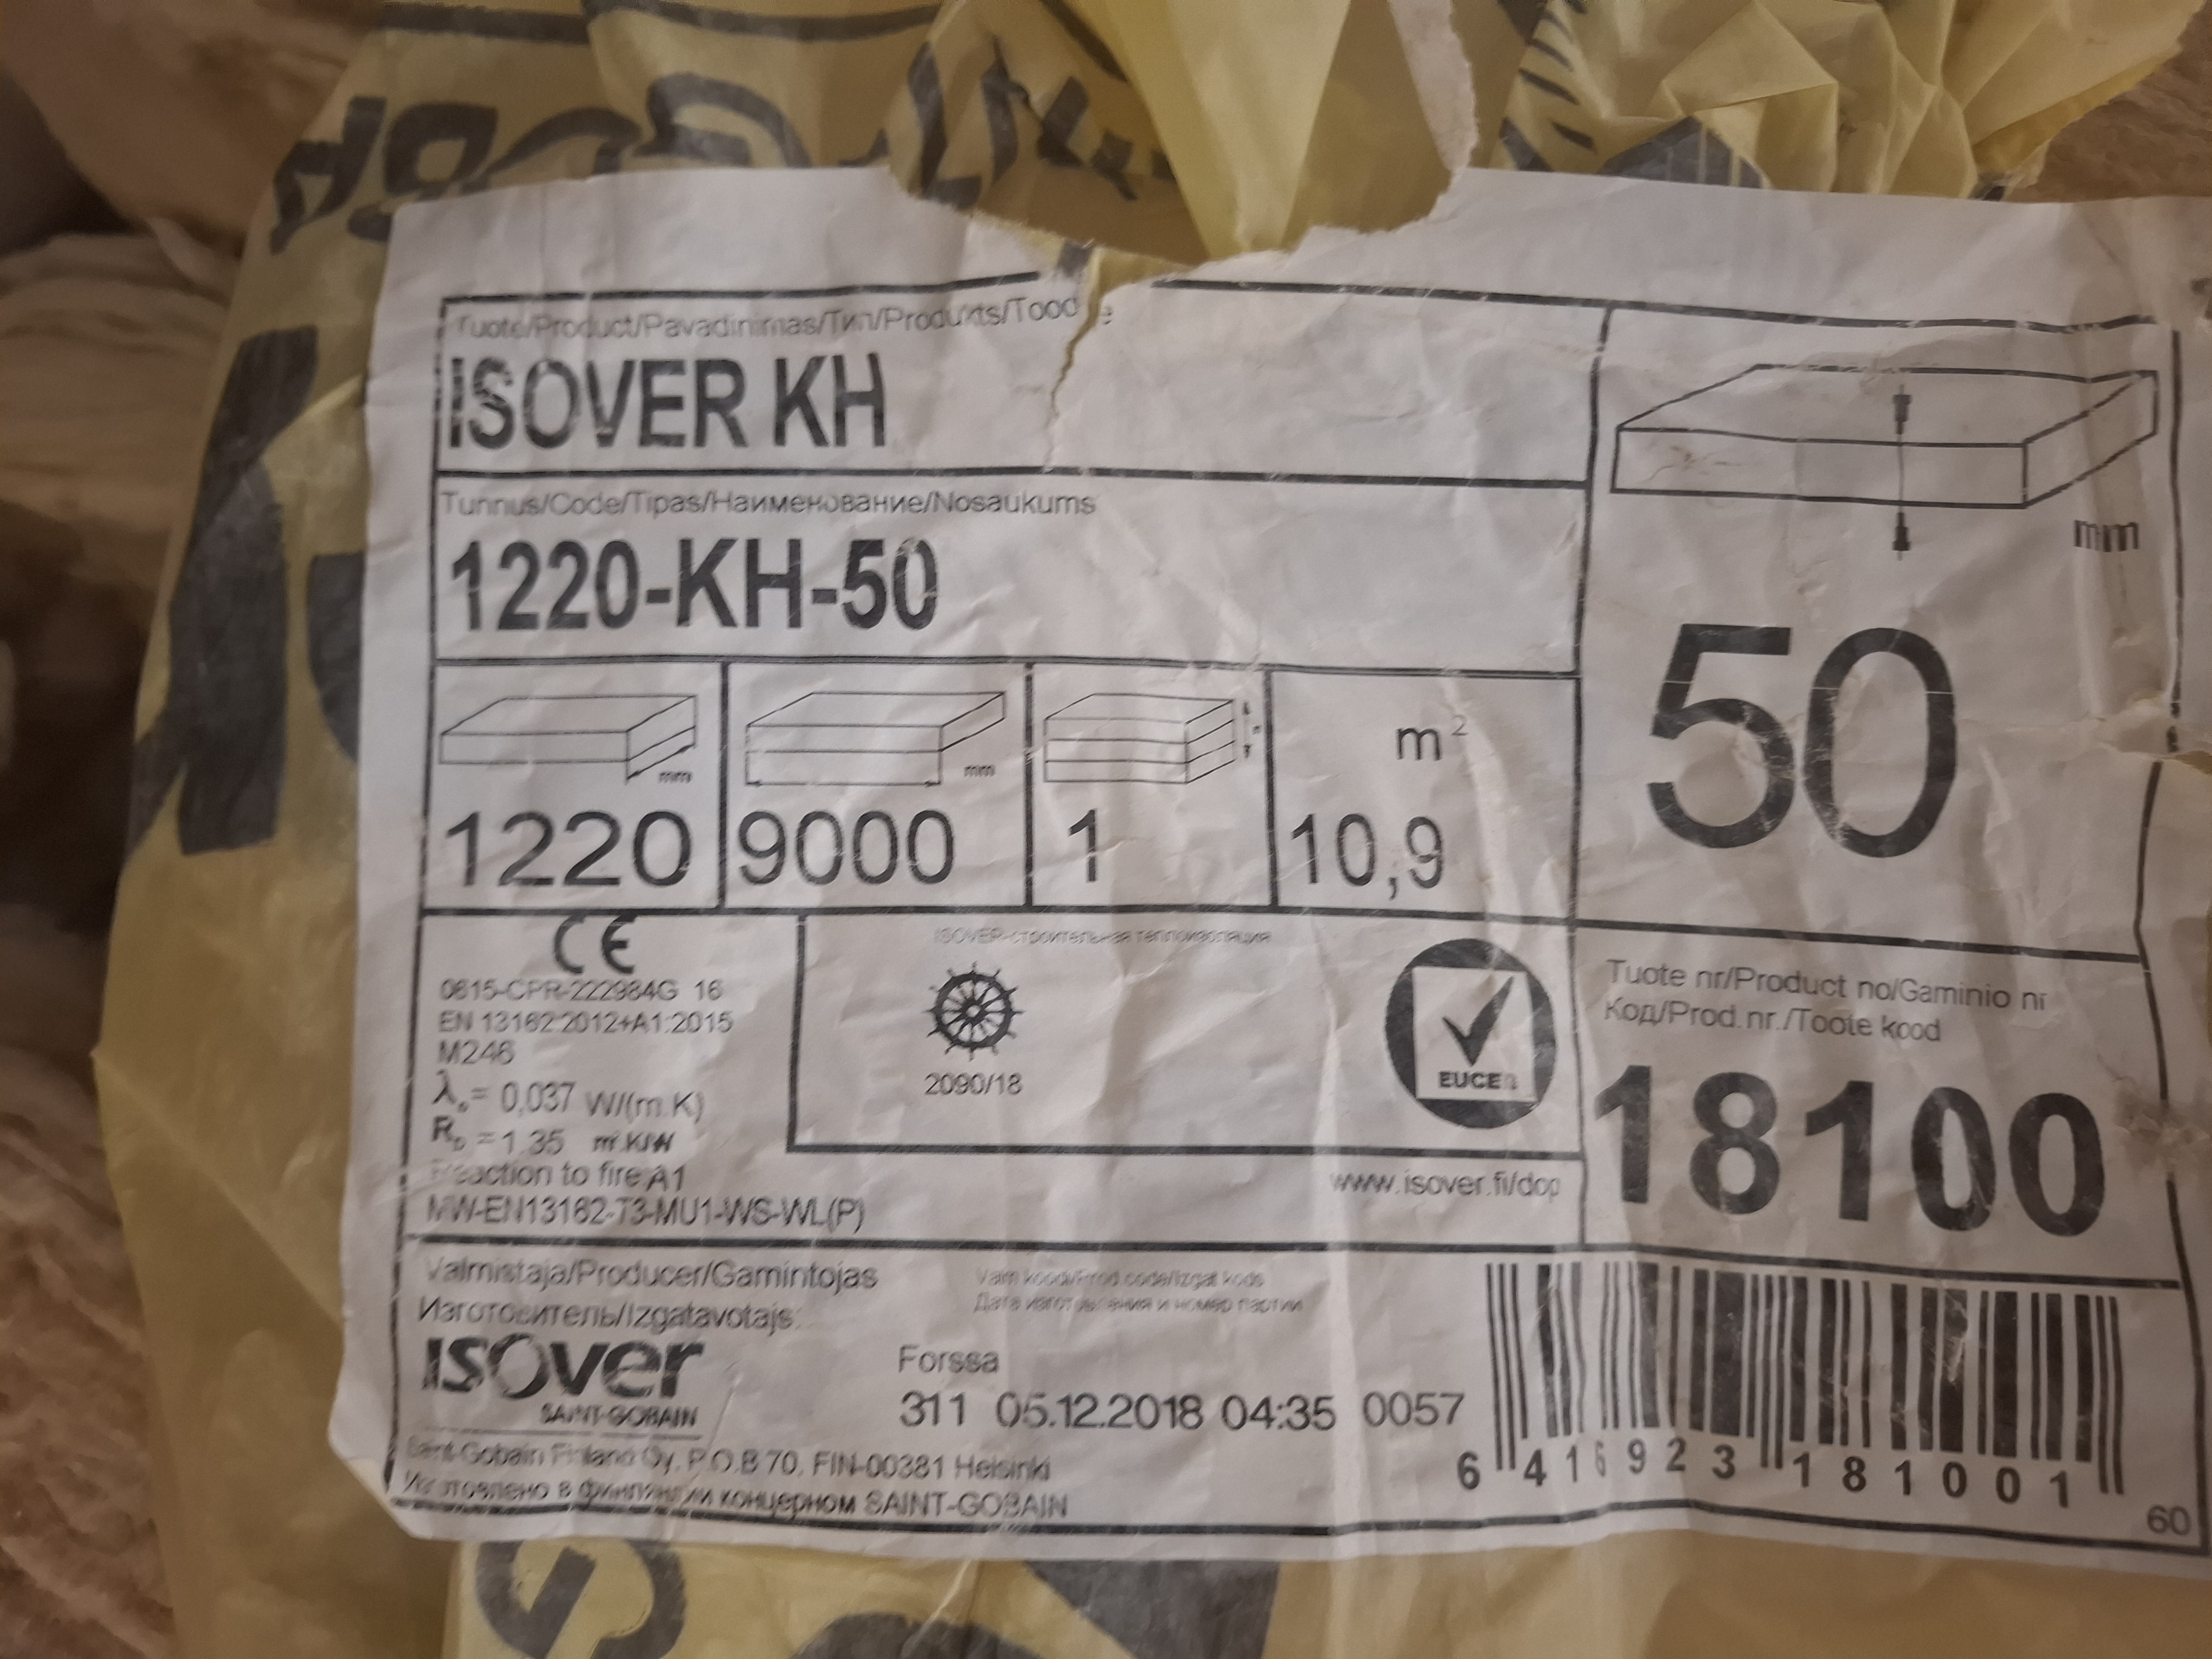 Tuote/Product/Pavadinimas/Тип/Produkts/Toode
ISOVER KH
Tunnus/Code/Tipas/Наименование/Nosaukums
1220-KH-50
mm
50
mm
1220
mm
9000
1
m²
10,9
CE
0615-CPR-222984G 16
EN 13162:2012+A1:2015
M246
λD= 0,037 W/(m.K)
RD =1,35 m².K/W
Reaction to fire A1
MW-EN13162-T3-MU1-WS-WL(P)
ISOVER-строительная теплоизоляция
2090/18
EUCEB
www.isover.fi/dop
Tuote nr/Product no/Gaminio nr
Код/Prod.nr./Toote kood
18100
Valmistaja/Producer/Gamintojas
Изготовитель/Izgatavotajs:
isover
SAINT-GOBAIN
Valm koodi/Prod.code/Izgat kods
Дата изготовления и номер партии
Forssa
311 05.12.2018 04:35 0057
Saint-Gobain Finland Oy, P.O.B 70, FIN-00381 Helsinki
Изготовлено в Финляндии концерном SAINT-GOBAIN
6 416923 181001
60